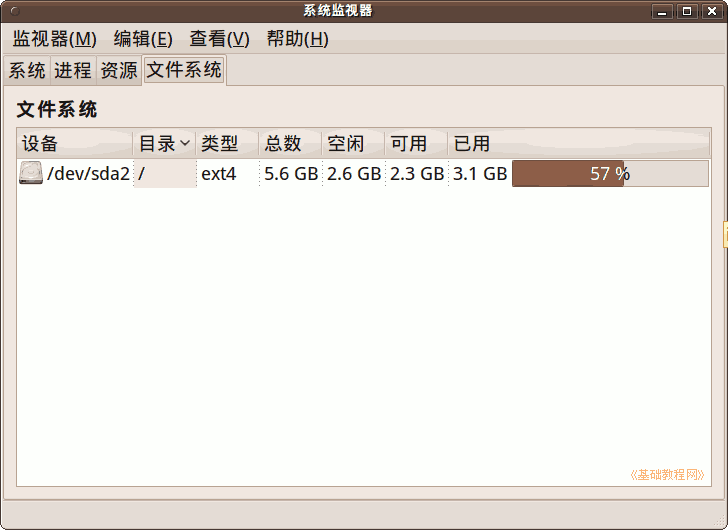 系统监视器
监视器(M) 编辑(E) 查看(V) 帮助(H)
系统 进程 资源 文件系统
文件系统
设备 目录 类型 总数 空闲 可用 已用
/dev/sda2 / ext4 5.6 GB 2.6 GB 2.3 GB 3.1 GB 57 %
《基础教程网》